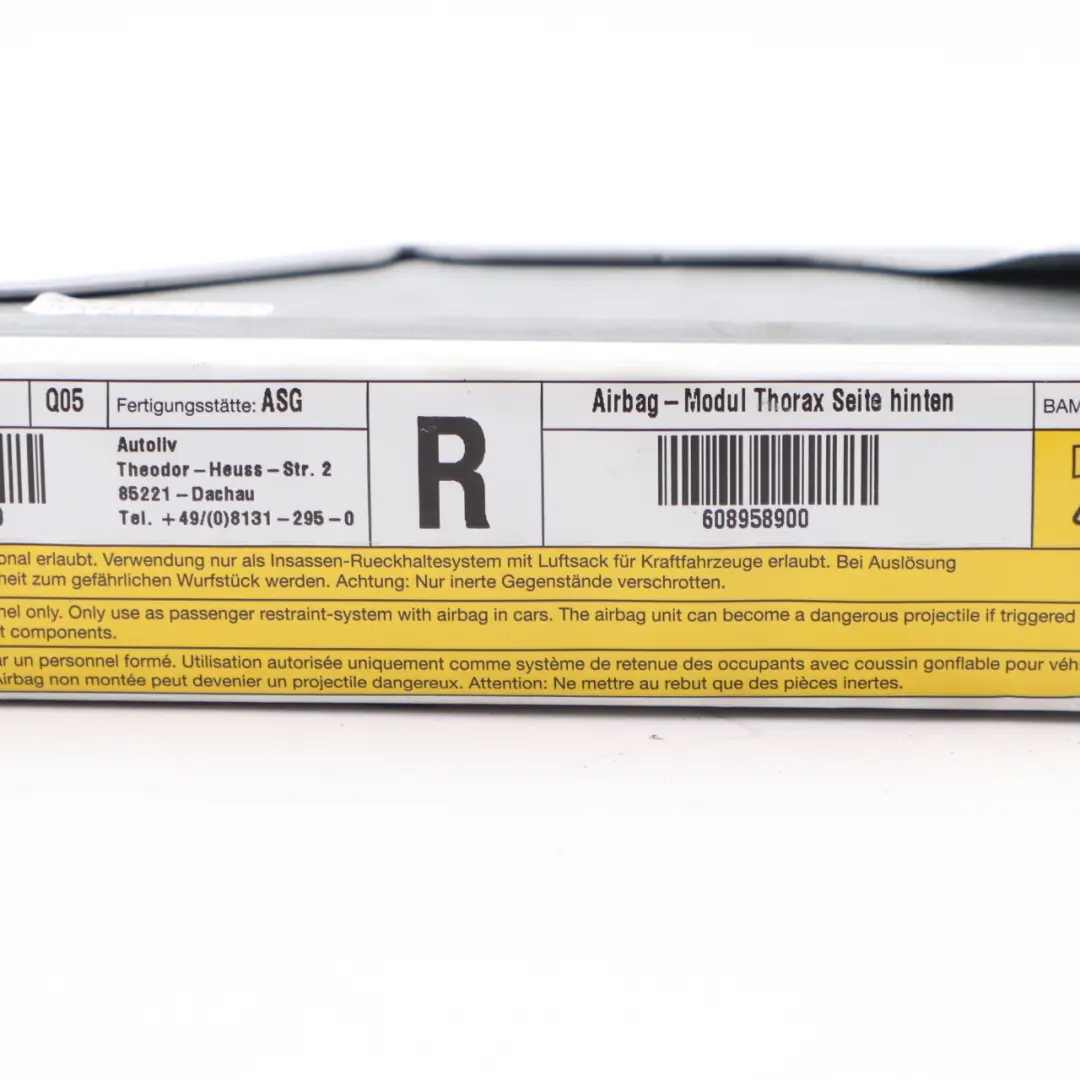 Q05
Fertigungsstätte: ASG
Autoliv
Theodor-Heuss-Str. 2
85221-Dachau
Tel. +49/(0)8131-295-0
R
Airbag-Modul Thorax Seite hinten
608958900
erlaubt. Verwendung nur als Insassen-Rueckhaltesystem mit Luftsack für Kraftfahrzeuge erlaubt. Bei Auslösung
zum gefährlichen Wurfstück werden. Achtung: Nur inerte Gegenstände verschrotten.
only. Only use as passenger restraint-system with airbag in cars. The airbag unit can become a dangerous projectile if triggered
components.
un personnel formé. Utilisation autorisée uniquement comme système de retenue des occupants avec coussin gonflable pour
Airbag non montée peut devenier un projectile dangereux. Attention: Ne mettre au rebut que des pièces inertes.